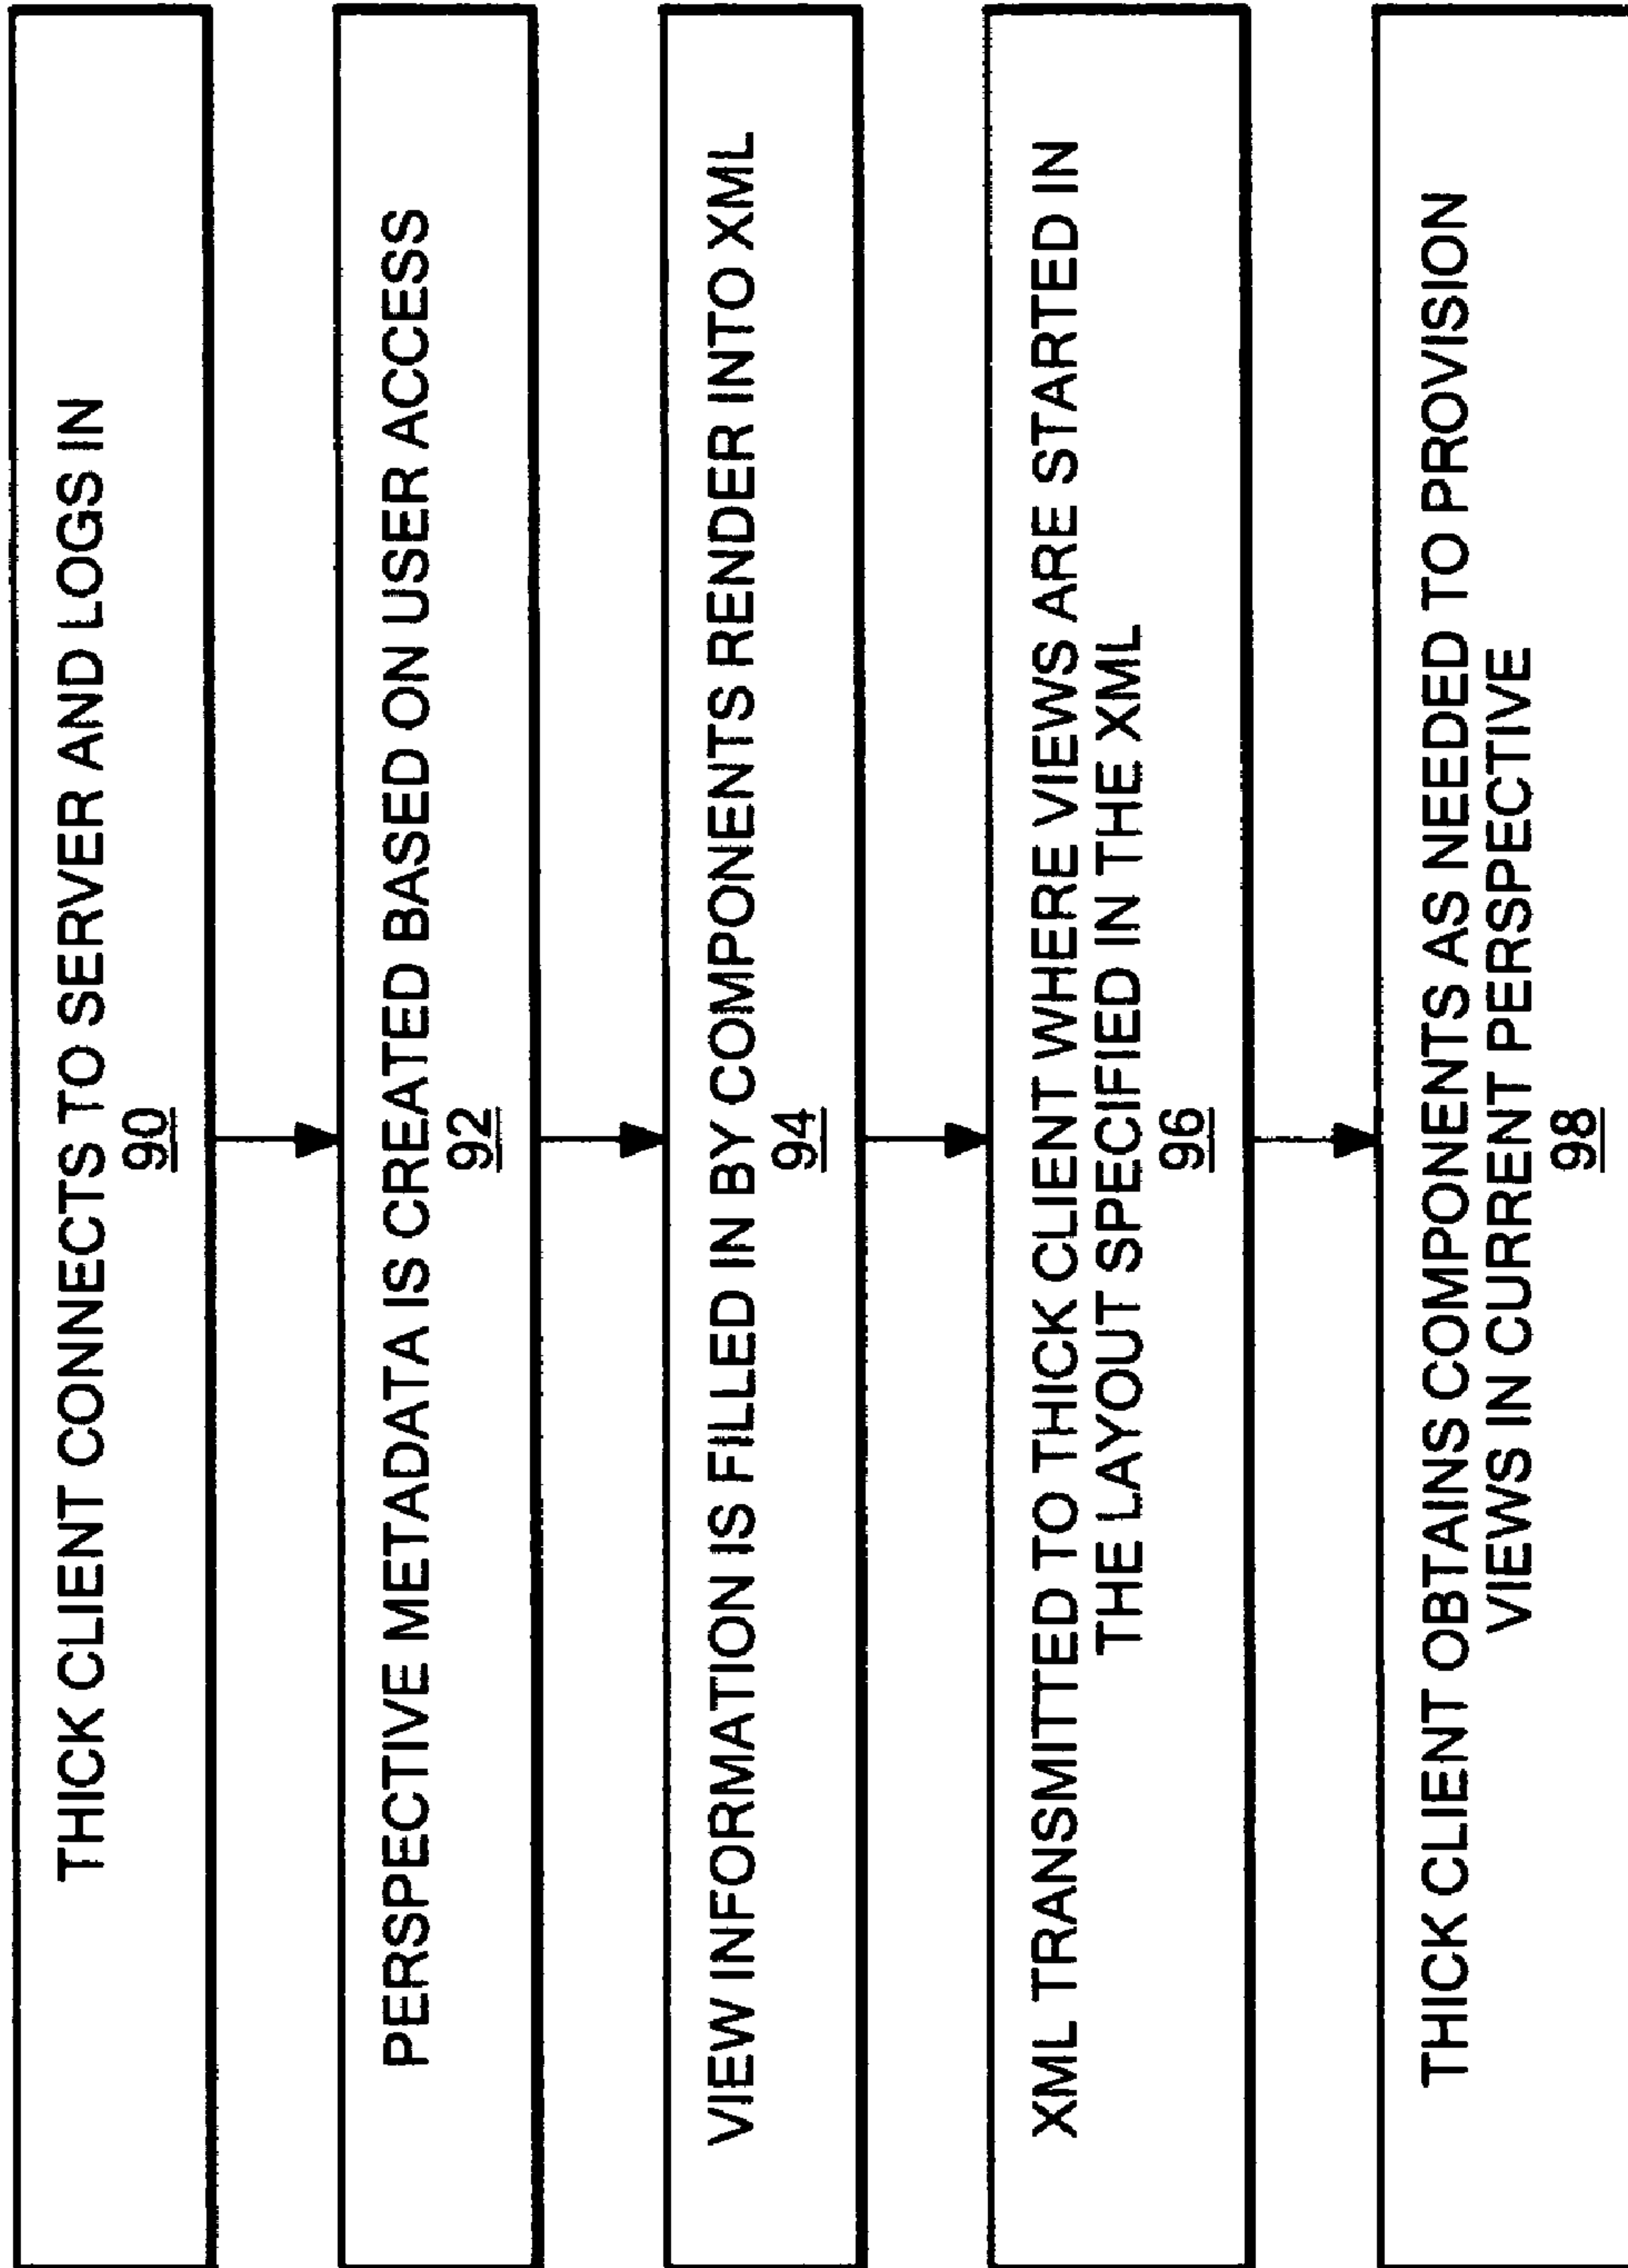 THICK CLIENT CONNECTS TO SERVER AND LOGS IN
90
PERSPECTIVE METADATA IS CREATED BASED ON USER ACCESS
92
VIEW INFORMATION IS FILLED IN BY COMPONENTS RENDER INTO XML
94
XML TRANSMITTED TO THICK CLIENT WHERE VIEWS ARE STARTED IN
THE LAYOUT SPECIFIED IN THE XML
96
THICK CLIENT OBTAINS COMPONENTS AS NEEDED TO PROVISION
VIEWS IN CURRENT PERSPECTIVE
98